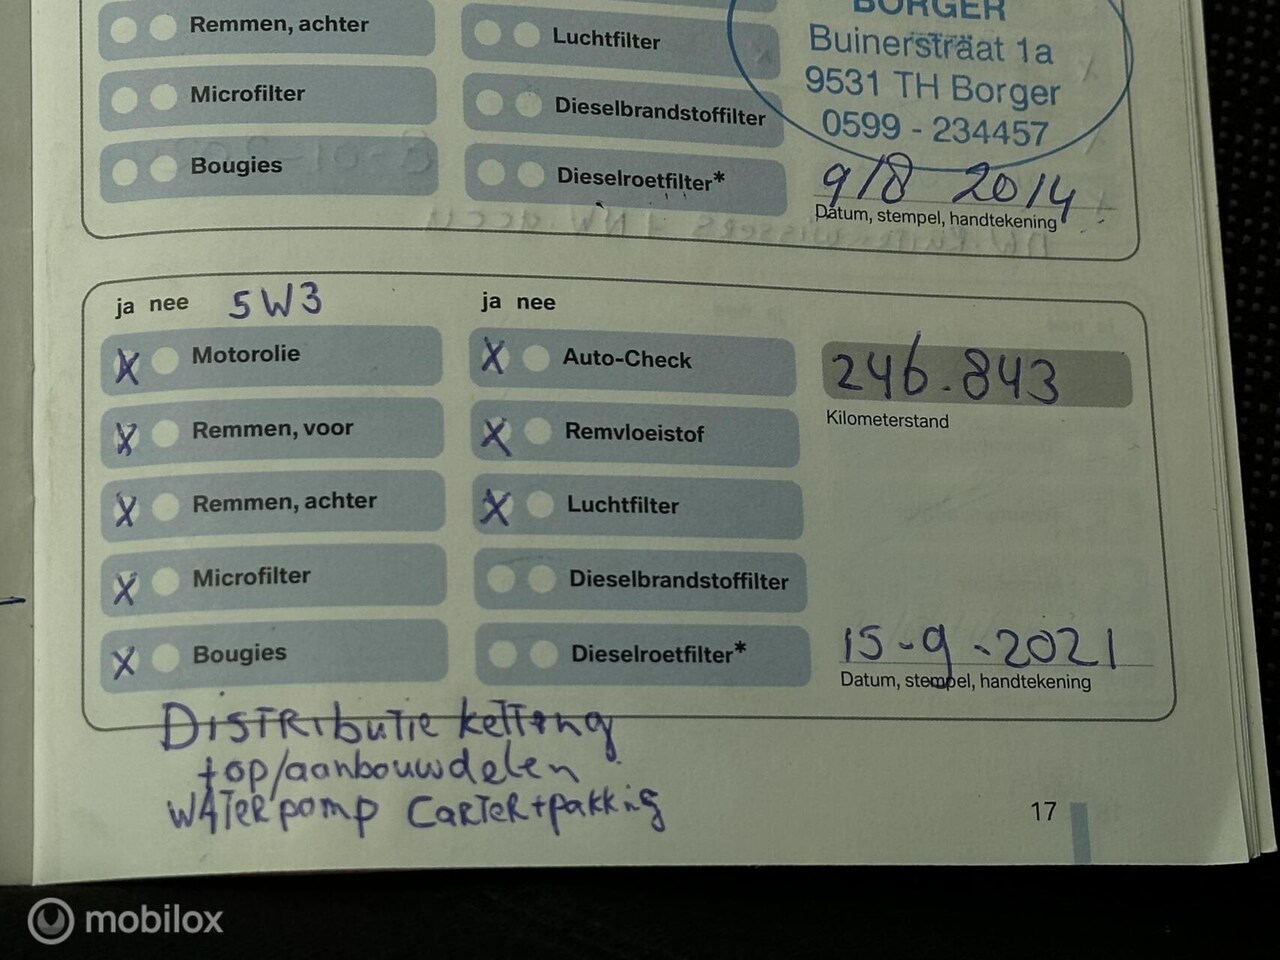 Remmen, achter
Luchtfilter
BORGER
Buinerstraat 1a
Microfilter
Dieselbrandstoffilter
9531 TH Borger
0599 - 234457
Bougies
Dieselroetfilter*
9/8 2014
Datum, stempel, handtekening
ja nee 5W3
ja nee
X Motorolie
X Auto-Check
246.843
Kilometerstand
X Remmen, voor
X Remvloeistof
X Remmen, achter
X Luchtfilter
X Microfilter
Dieselbrandstoffilter
X Bougies
Dieselroetfilter*
15-9-2021
Datum, stempel, handtekening
DISTRIbuTie keTTing
top/aanbouwdelen
WATERpomp CARTER+pakking
17
mobilox